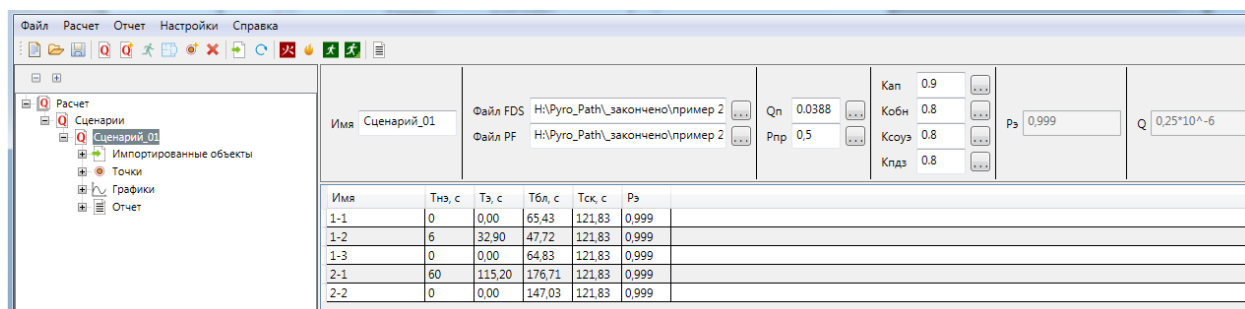 Файл Расчет Отчет Настройки Справка
Расчет
Сценарии
Сценарий_01
Импортированные объекты
Точки
Графики
Отчет
Имя Сценарий_01
Файл FDS H:\Pyro_Path\_закончено\пример 2 ...
Файл PF H:\Pyro_Path\_закончено\пример 2 ...
Qп 0.0388 ...
Рпр 0,5 ...
Кап 0.9 ...
Кобн 0.8 ...
Ксоуэ 0.8 ...
Кпдз 0.8 ...
Рэ 0,999
Q 0,25*10^-6
Имя Тнэ, с Тэ, с Тбл, с Тск, с Рэ
1-1 0 0,00 65,43 121,83 0,999
1-2 6 32,90 47,72 121,83 0,999
1-3 0 0,00 64,83 121,83 0,999
2-1 60 115,20 176,71 121,83 0,999
2-2 0 0,00 147,03 121,83 0,999